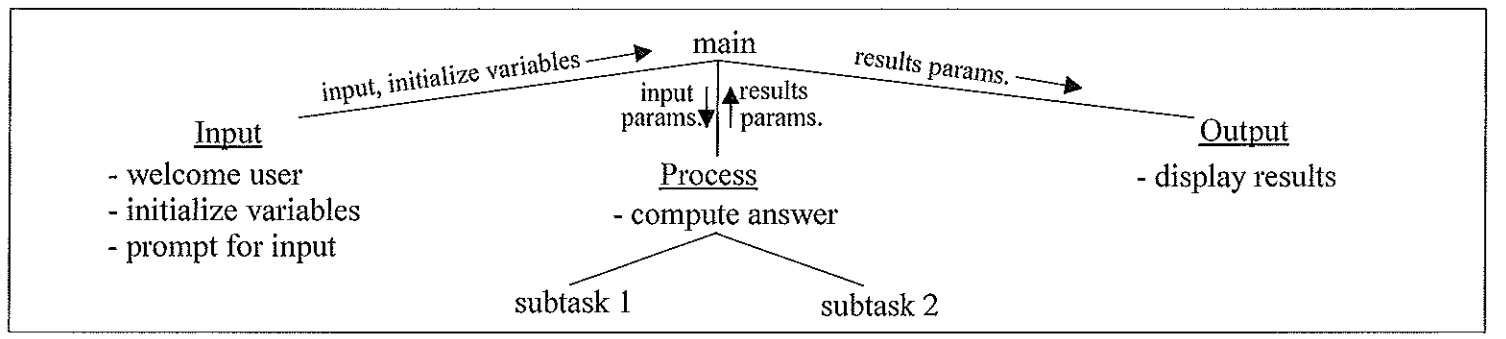 main
input, initialize variables
results params.
input
params.
results
params.
Input
- welcome user
- initialize variables
- prompt for input
Process
- compute answer
Output
- display results
subtask 1
subtask 2